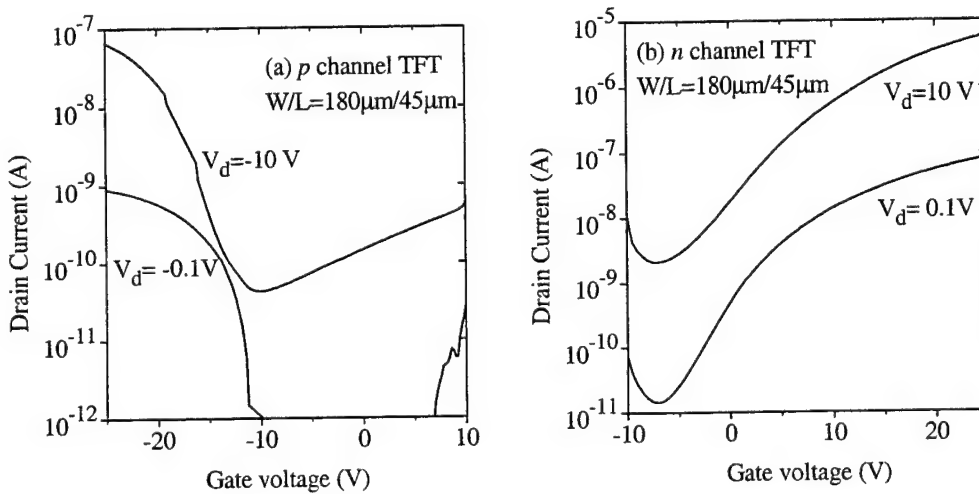 10^-7
10^-8
10^-9
10^-10
10^-11
10^-12
Drain Current (A)
(a) p channel TFT
W/L=180μm/45μm
V_d=-10 V
V_d= -0.1V
-20
-10
0
10
Gate voltage (V)
10^-5
10^-6
10^-7
10^-8
10^-9
10^-10
10^-11
Drain Current (A)
(b) n channel TFT
W/L=180μm/45μm
V_d=10 V
V_d= 0.1V
-10
0
10
20
Gate voltage (V)